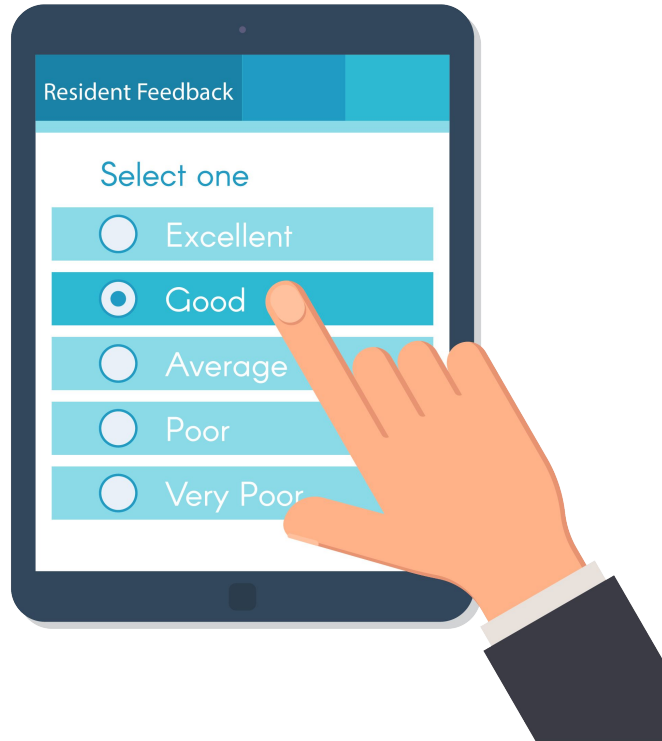 Resident Feedback
Select one
Excellent
Good
Average
Poor
Very Poor